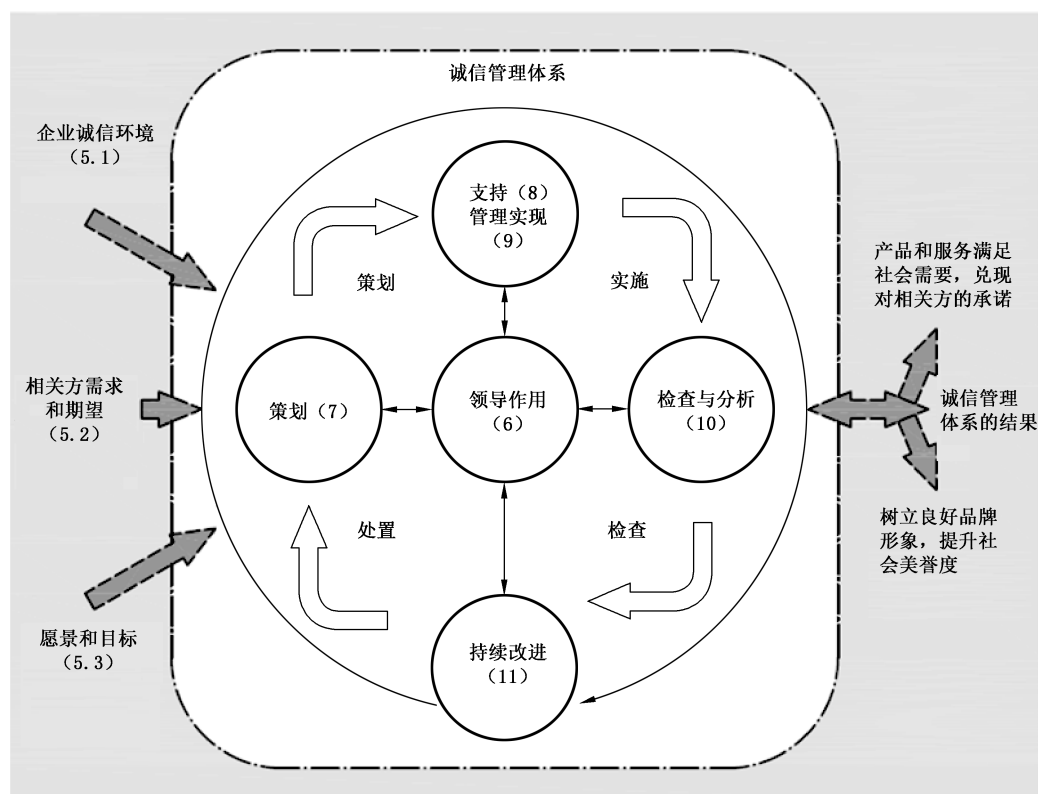 诚信管理体系
企业诚信环境
（5.1）
支持（8）
管理实现
（9）
策划
实施
产品和服务满足
社会需要，兑现
对相关方的承诺
相关方需求
和期望
（5.2）
策划（7）
领导作用
（6）
检查与分析
（10）
诚信管理
体系的结果
处置
检查
树立良好品牌
形象，提升社
会美誉度
愿景和目标
（5.3）
持续改进
（11）